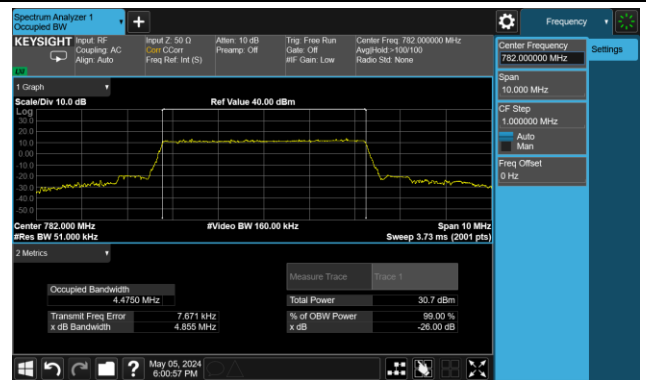 Spectrum Analyzer 1
Occupied BW
Frequency
KEYSIGHT
Input: RF
Coupling: AC
Align: Auto
Input Z: 50 Ω
Corr CCorr
Freq Ref: Int (S)
Atten: 10 dB
Preamp: Off
Trig: Free Run
Gate: Off
#IF Gain: Low
Center Freq: 782.000000 MHz
Avg|Hold:>100/100
Radio Std: None
Center Frequency
782.000000 MHz
Settings
Span
10.000 MHz
CF Step
1.000000 MHz
Auto
Man
Freq Offset
0 Hz
1 Graph
Scale/Div 10.0 dB
Ref Value 40.00 dBm
Log
30.0
20.0
10.0
0.00
-10.0
-20.0
-30.0
-40.0
-50.0
Center 782.000 MHz
#Video BW 160.00 kHz
Span 10 MHz
#Res BW 51.000 kHz
Sweep 3.73 ms (2001 pts)
2 Metrics
Measure Trace
Trace 1
Occupied Bandwidth
4.4750 MHz
Total Power
30.7 dBm
Transmit Freq Error
7.671 kHz
% of OBW Power
99.00 %
x dB Bandwidth
4.855 MHz
x dB
-26.00 dB
May 05, 2024
6:00:57 PM